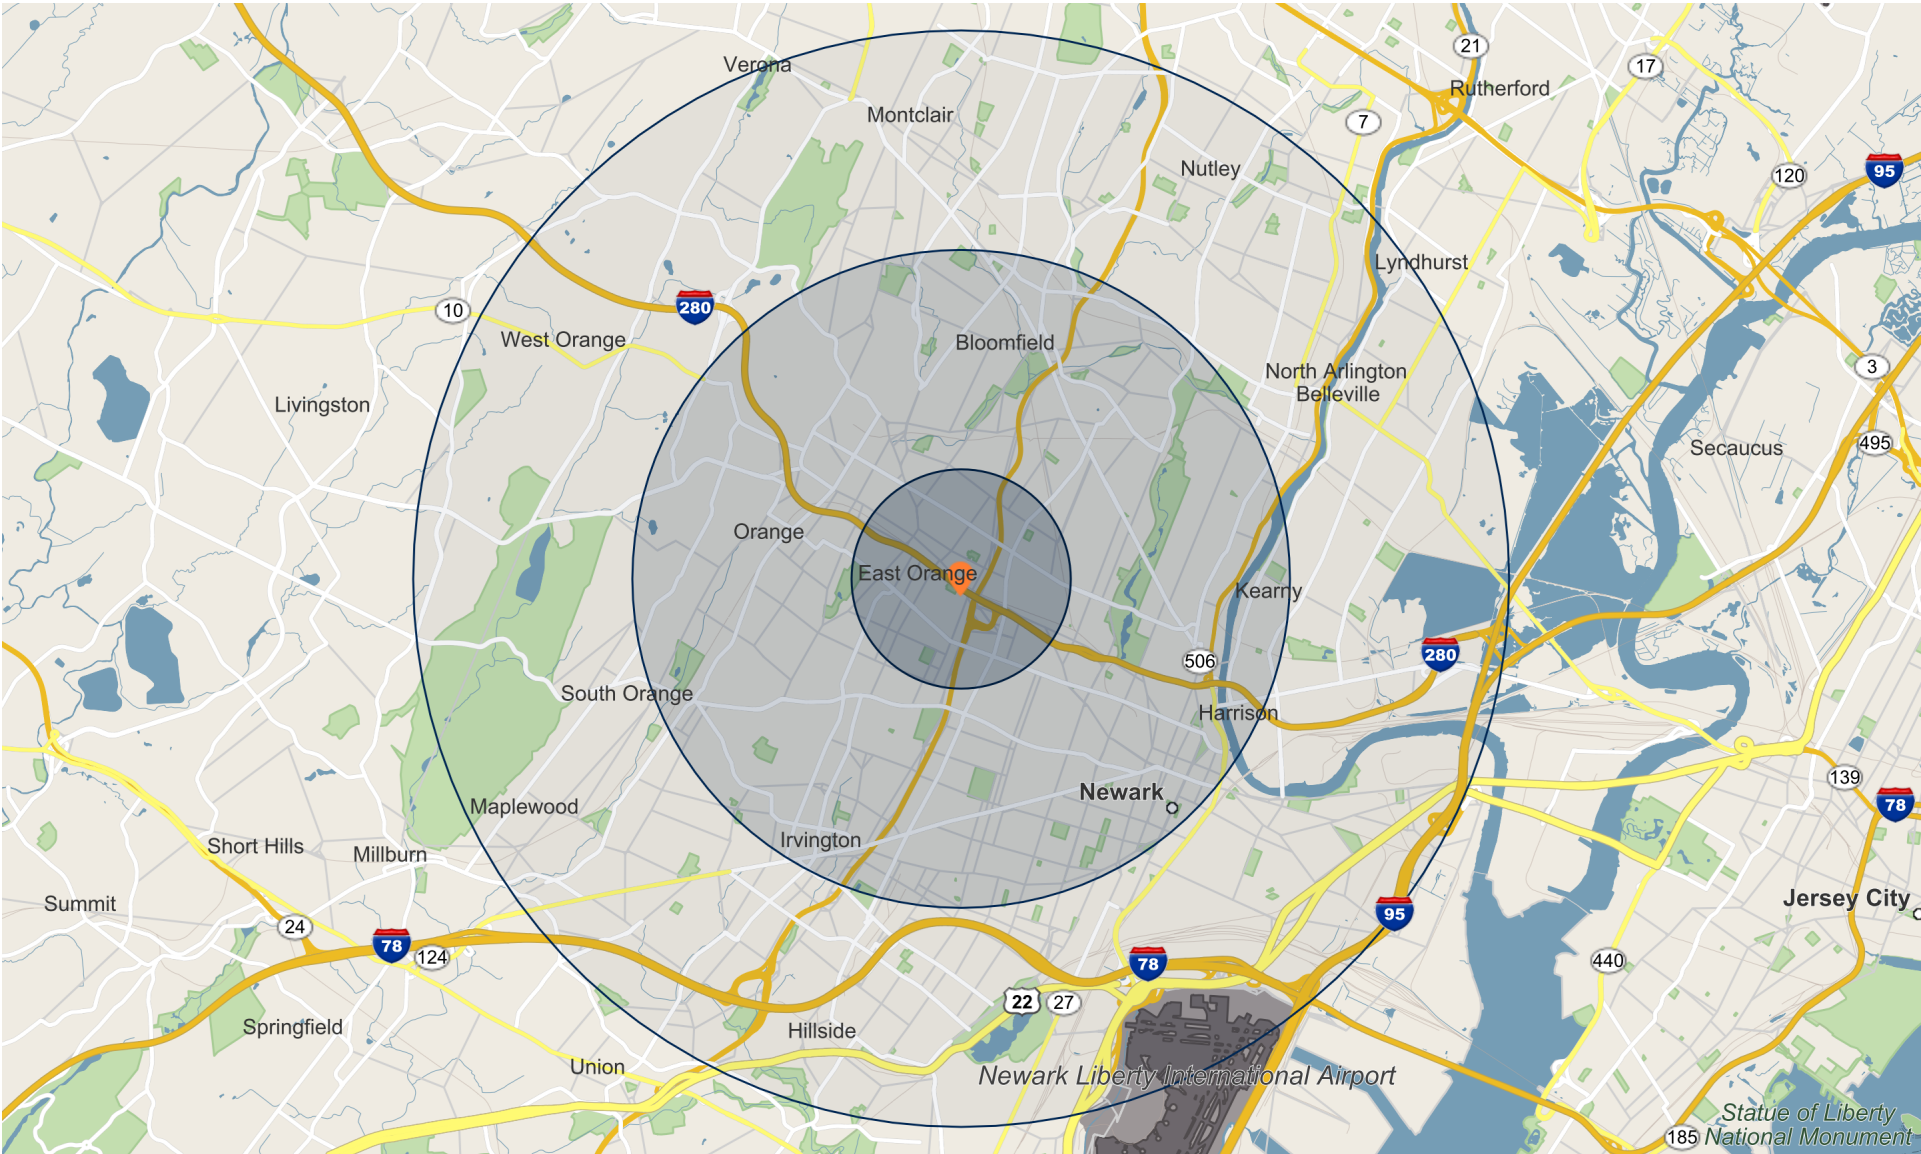 21
17
Verona
Rutherford
Montclair
7
Nutley
95
120
Lyndhurst
280
10
West Orange
Bloomfield
North Arlington
Belleville
3
Livingston
495
Secaucus
Orange
East Orange
Kearny
506
280
South Orange
Harrison
139
Newark
78
Maplewood
Irvington
Short Hills
Millburn
Summit
Jersey City
95
24
78
124
78
440
22
27
Springfield
Hillside
Union
Newark Liberty International Airport
Statue of Liberty
National Monument
185